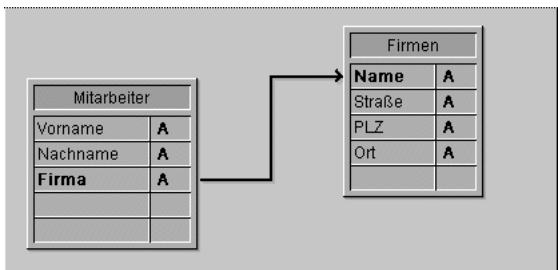 Mitarbeiter
Vorname A
Nachname A
Firma A
Firmen
Name A
Straße A
PLZ A
Ort A